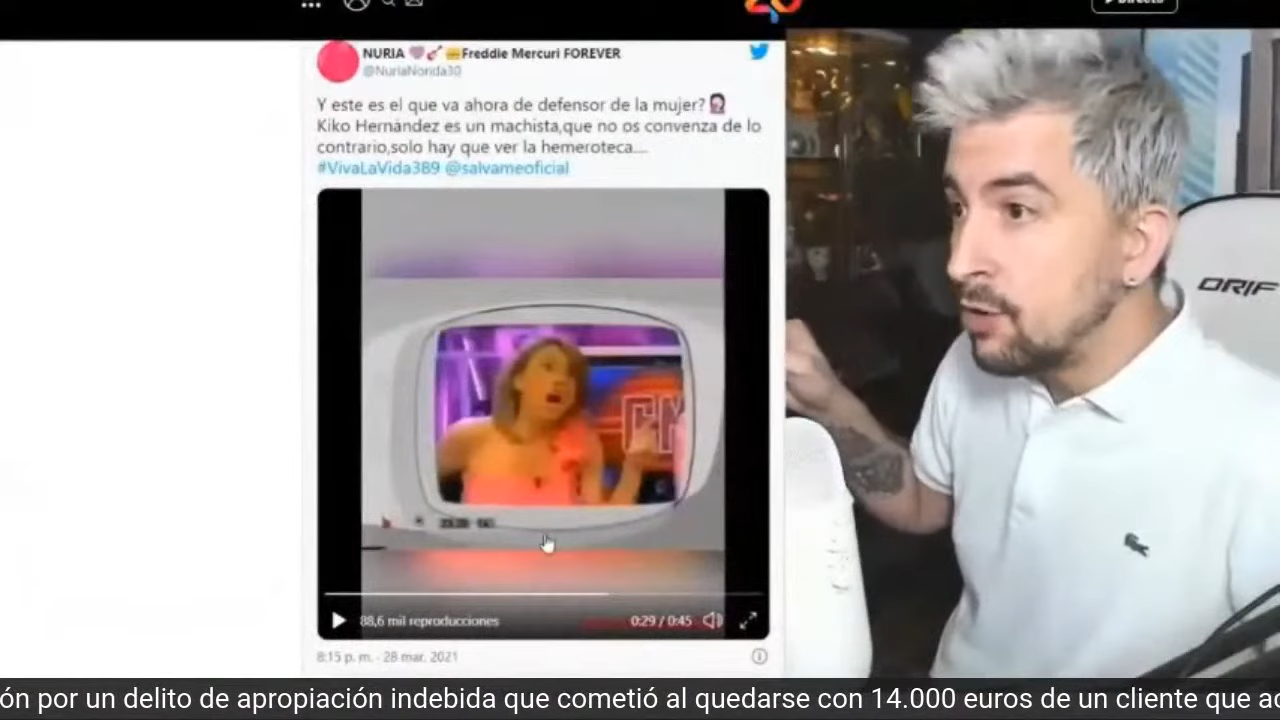 Directo
NURIA 💜🎸👑Freddie Mercuri FOREVER
@NuriaNorida30
Y este es el que va ahora de defensor de la mujer?🤦🏻‍♀️
Kiko Hernández es un machista,que no os convenza de lo
contrario,solo hay que ver la hemeroteca....
#VivaLaVida389 @salvameoficial
88,6 mil reproducciones
0:29 / 0:45
8:15 p. m. · 28 mar. 2021
DRIF
ón por un delito de apropiación indebida que cometió al quedarse con 14.000 euros de un cliente que ac